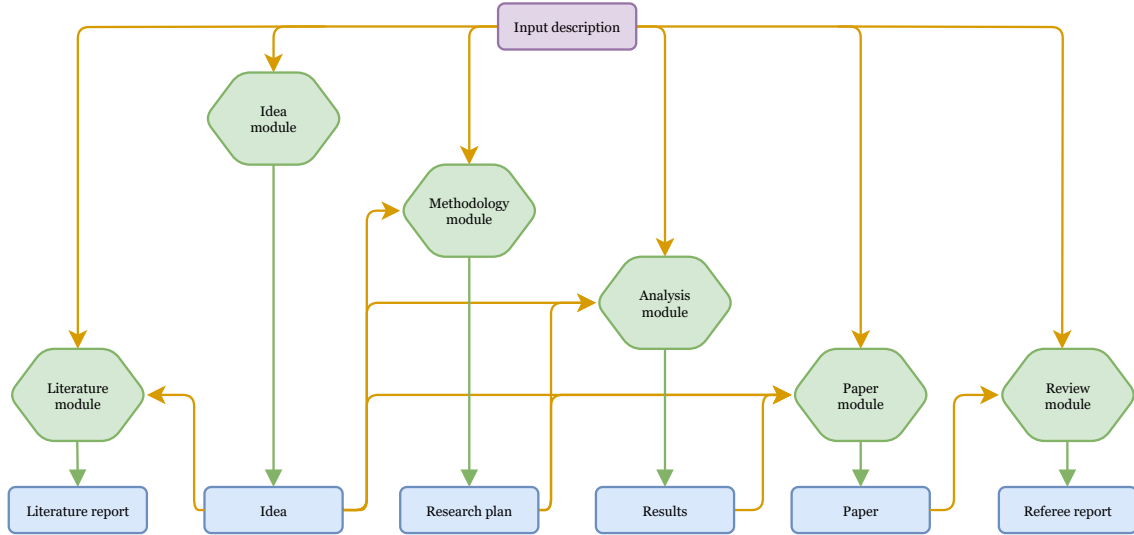 Input description
Idea
module
Methodology
module
Analysis
module
Literature
module
Paper
module
Review
module
Literature report
Idea
Research plan
Results
Paper
Referee report